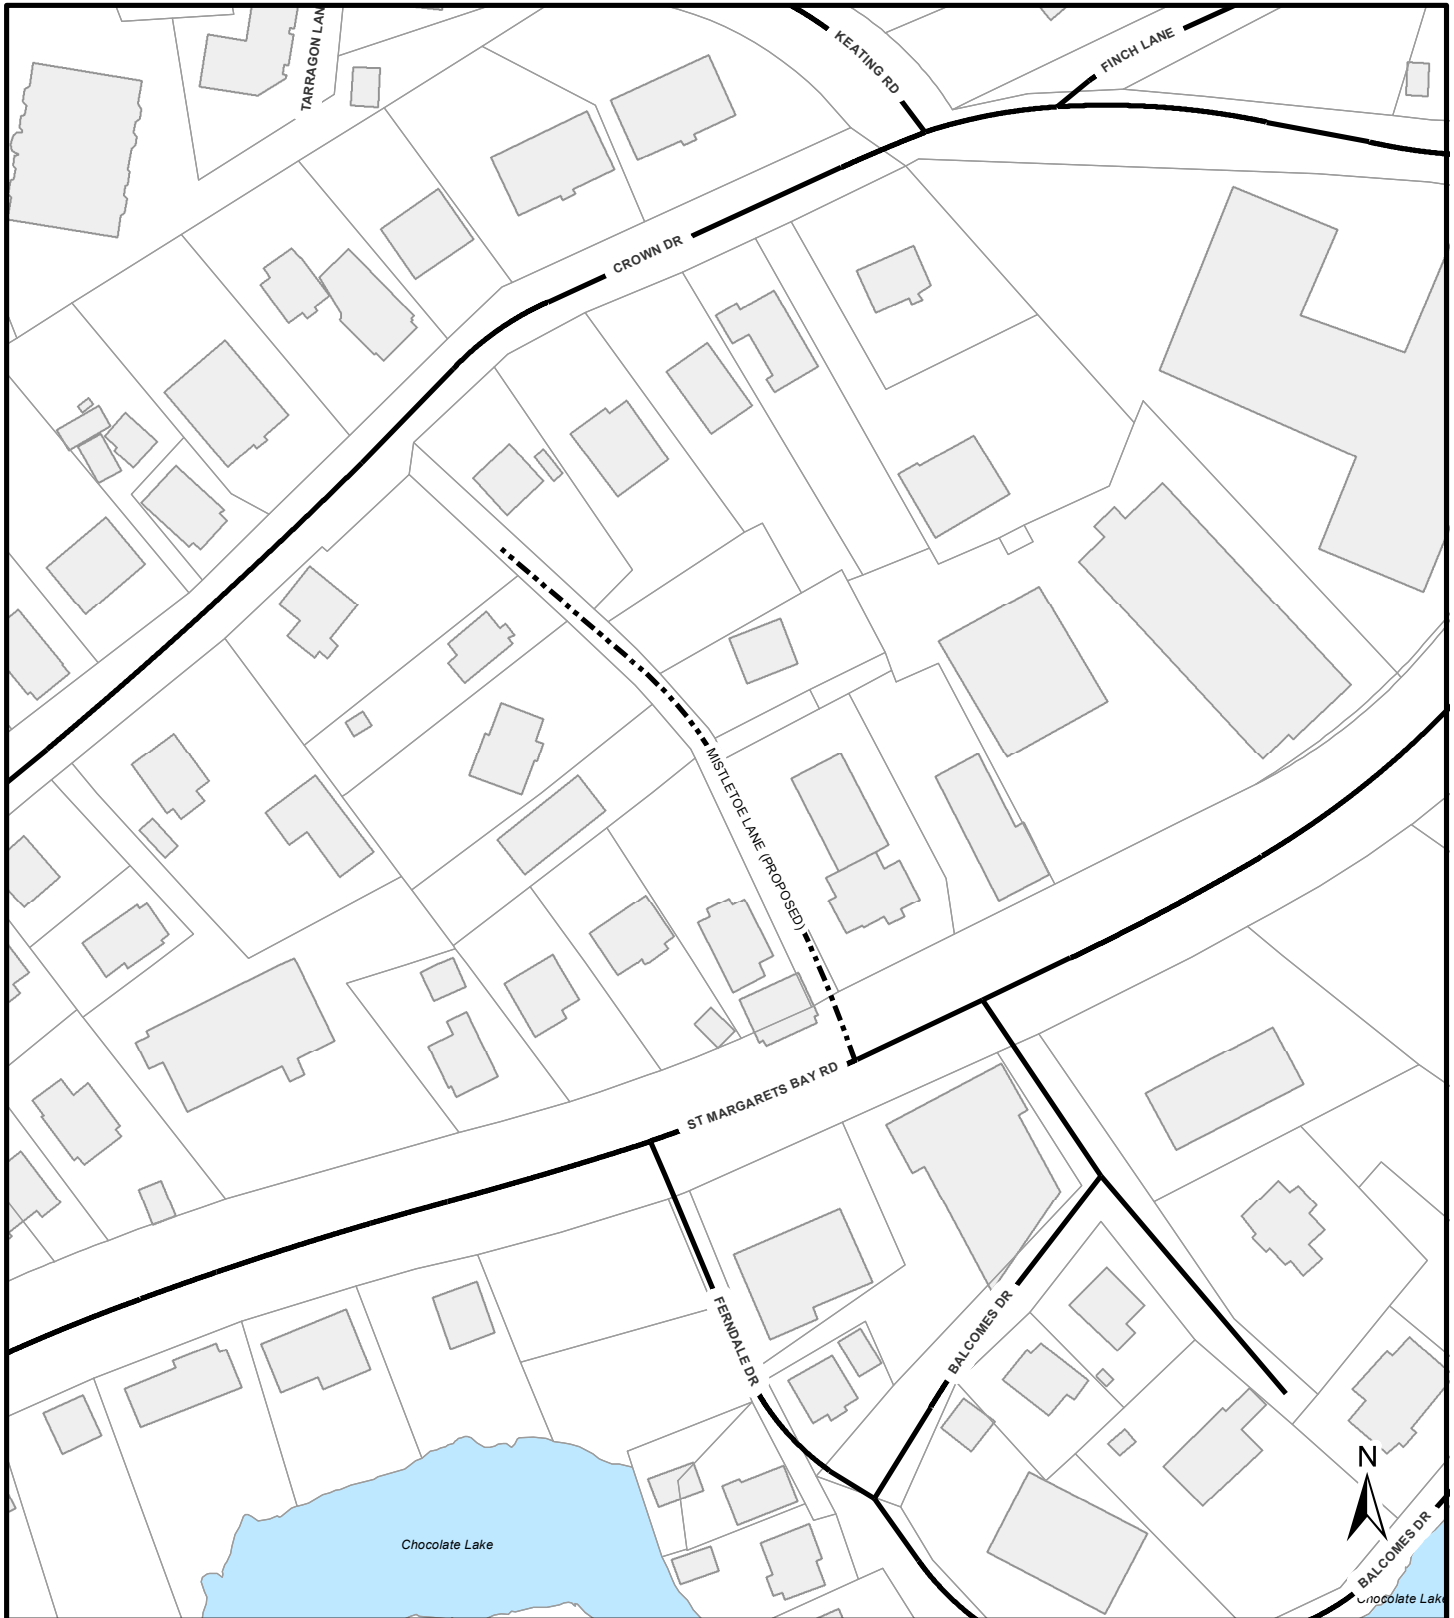 TARRAGON LAN
KEATING RD
FINCH LANE
CROWN DR
MISTLETOE LANE (PROPOSED)
ST MARGARETS BAY RD
FERNDALE DR
BALCOMES DR
N
Chocolate Lake
BALCOMES DR
Chocolate Lake